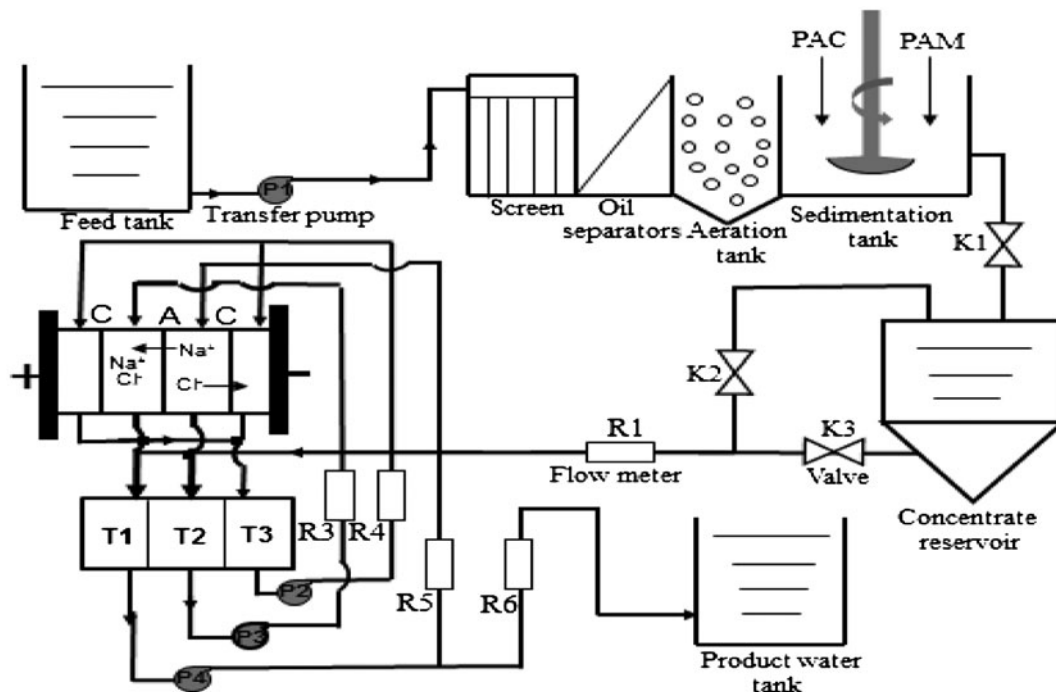 PAC PAM
P1
Feed tank
Transfer pump
Screen
Oil
separators
Aeration
tank
Sedimentation
tank
K1
C A C
Na⁺
Na⁺
Cl-
Cl-
+
K2
K3
R1
Flow meter
Valve
Concentrate
reservoir
T1 T2 T3
R3 R4
R5
R6
P2
P3
P4
Product water
tank